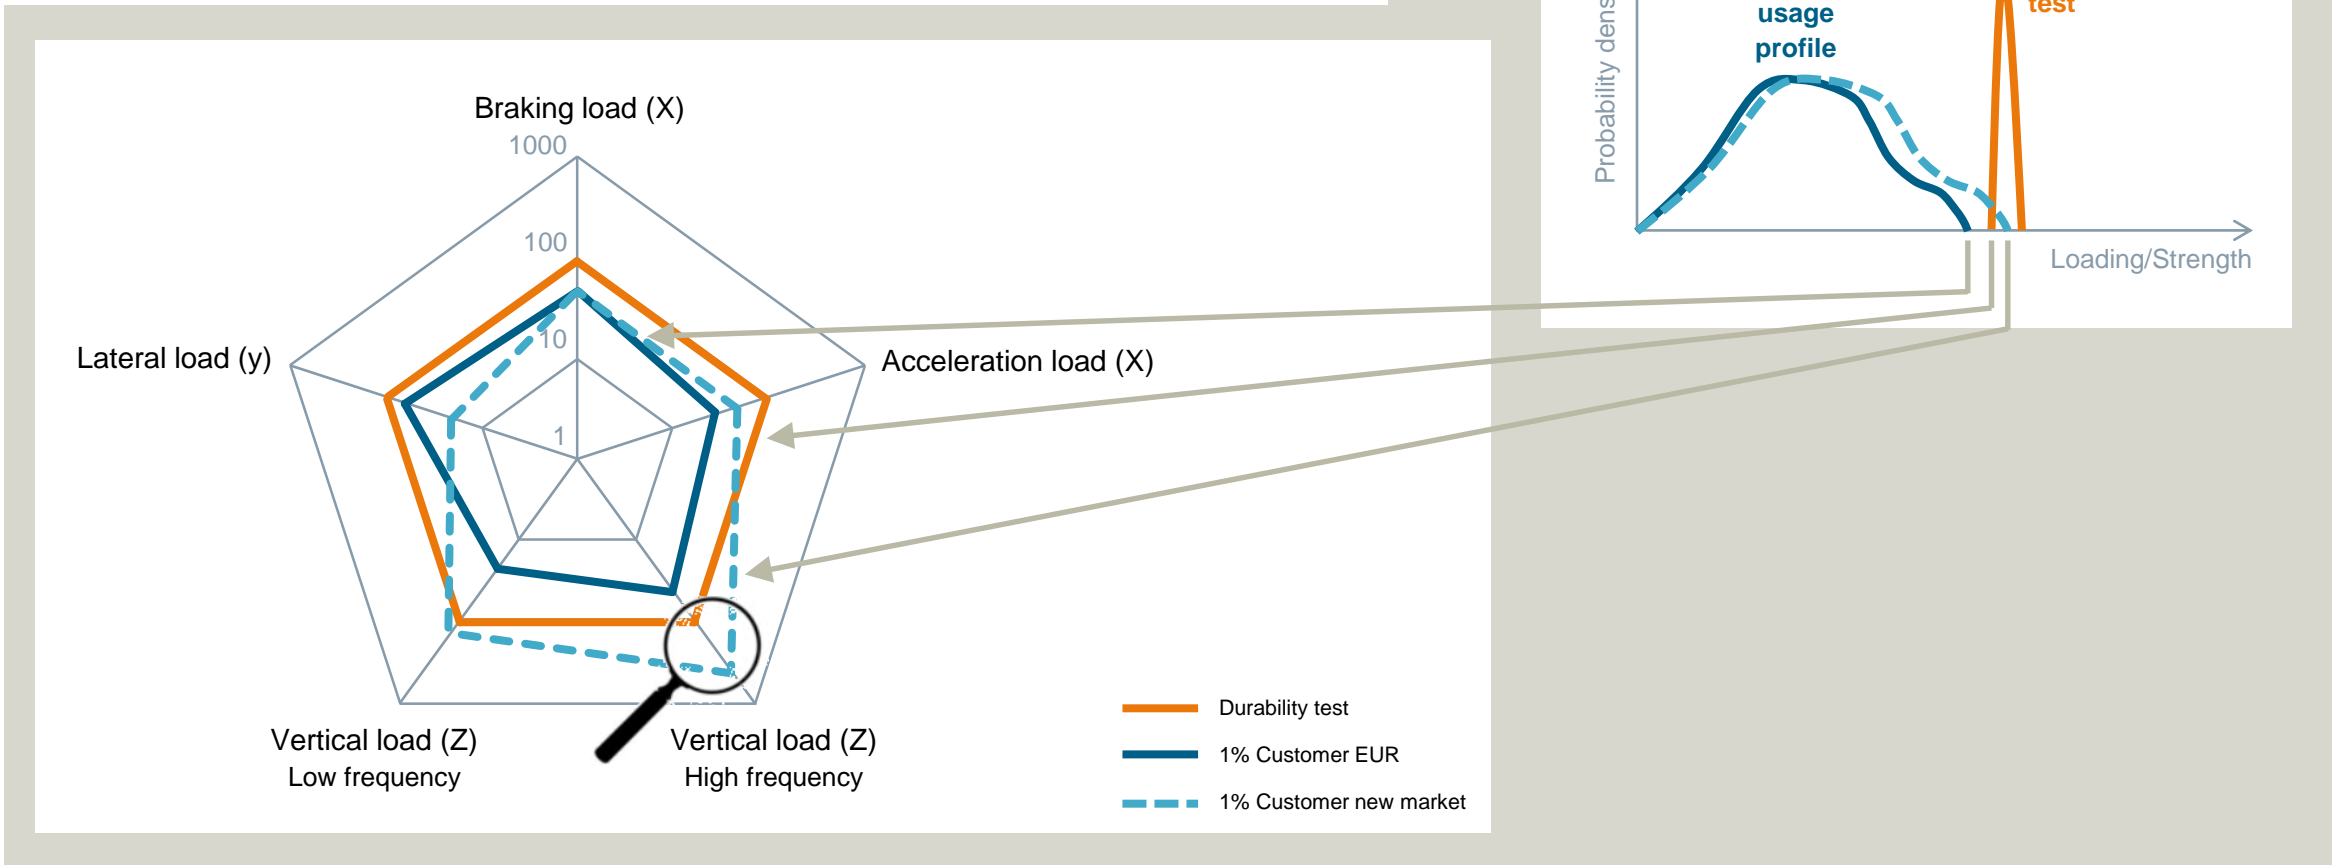 Braking load (X)
1000
100
10
1
Lateral load (y)
Acceleration load (X)
Vertical load (Z)
Low frequency
Vertical load (Z)
High frequency
Durability test
1% Customer EUR
1% Customer new market
usage
profile
test
Probability dens
Loading/Strength